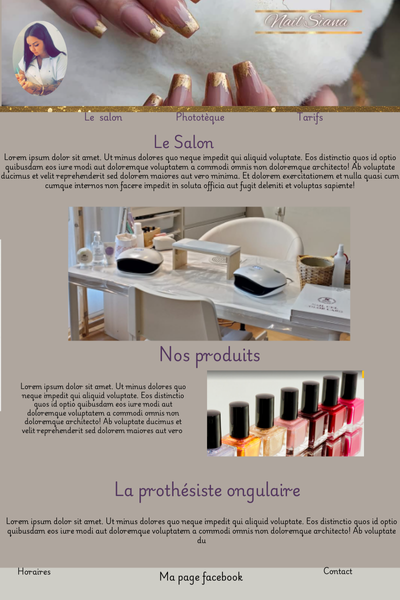 Nail Siana
Le salon Phototèque Tarifs
Le Salon
Lorem ipsum dolor sit amet. Ut minus dolores quo neque impedit qui aliquid voluptate. Eos distinctio quos id optio
quibusdam eos iure modi aut doloremque voluptatem a commodi omnis non doloremque architecto! Ab voluptate
ducimus et velit reprehenderit sed dolorem maiores aut vero minima. Et dolorem exercitationem et nulla quasi cum
cumque internos non facere impedit in soluta officia aut fugit deleniti et voluptas sapiente!
Nos produits
Lorem ipsum dolor sit amet. Ut minus dolores quo
neque impedit qui aliquid voluptate. Eos distinctio
quos id optio quibusdam eos iure modi aut
doloremque voluptatem a commodi omnis non
doloremque architecto! Ab voluptate ducimus et
velit reprehenderit sed dolorem maiores aut vero
La prothésiste ongulaire
Lorem ipsum dolor sit amet. Ut minus dolores quo neque impedit qui aliquid voluptate. Eos distinctio quos
id optio quibusdam eos iure modi aut doloremque voluptatem a commodi omnis non architecto! Ab voluptate
du
Horaires Ma page facebook Contact